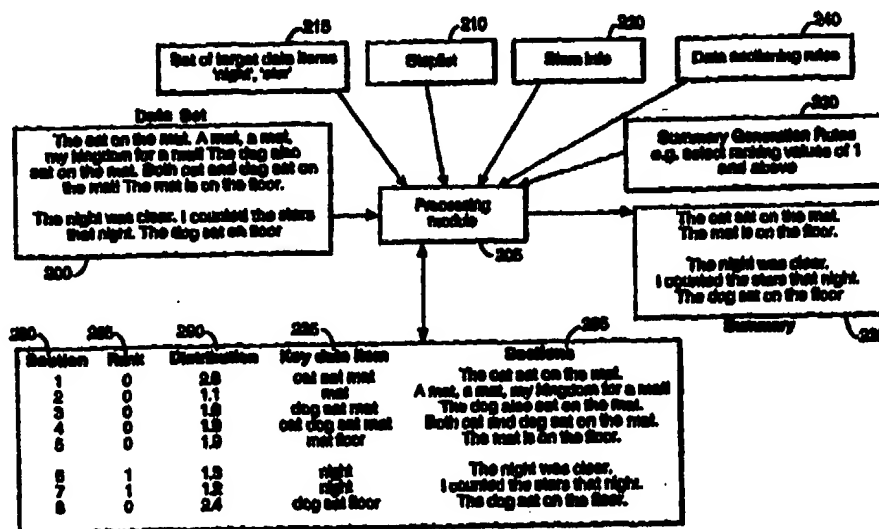 215
210
220
240
Set of target data items
'night', 'star'
Stoplist
Stem info
Data sectioning rules
230
Summary Generation Rules
e.g. select ranking values of 1
and above
Data Set
The cat on the mat. A mat, a mat,
my kingdom for a mat! The dog also
sat on the mat. Both cat and dog sat on
the mat! The mat is on the floor.
The night was clear. I counted the stars
that night. The dog sat on floor
200
Processing
module
205
The cat sat on the mat.
The mat is on the floor.
The night was clear.
I counted the stars that night.
The dog sat on the floor
Summary
280
285
290
225
295
Section Rank Distribution Key data item Sections
1 0 2.6 cat sat mat The cat sat on the mat.
2 0 1.1 mat A mat, a mat, my kingdom for a mat!
3 0 dog sat mat The dog also sat on the mat.
4 0 cat dog sat mat Both cat and dog sat on the mat.
5 0 mat floor The mat is on the floor.
6 1 1.3 night The night was clear,
7 1 1.2 night I counted the stars that night.
8 0 2.4 dog sat floor The dog sat on the floor.